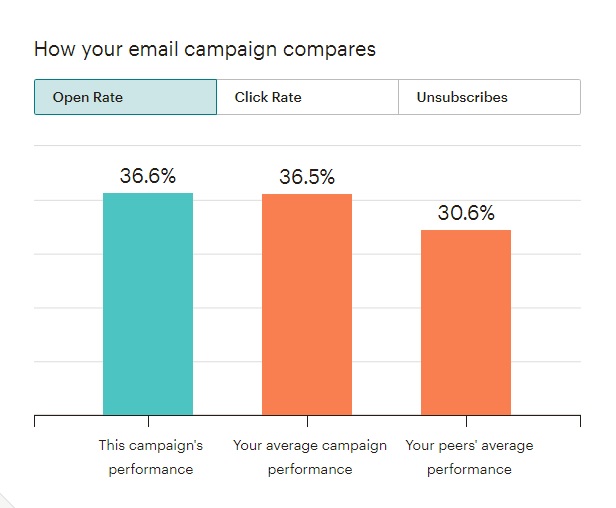 How your email campaign compares
Open Rate
Click Rate
Unsubscribes
36.6%
36.5%
30.6%
This campaign's
performance
Your average campaign
performance
Your peers' average
performance